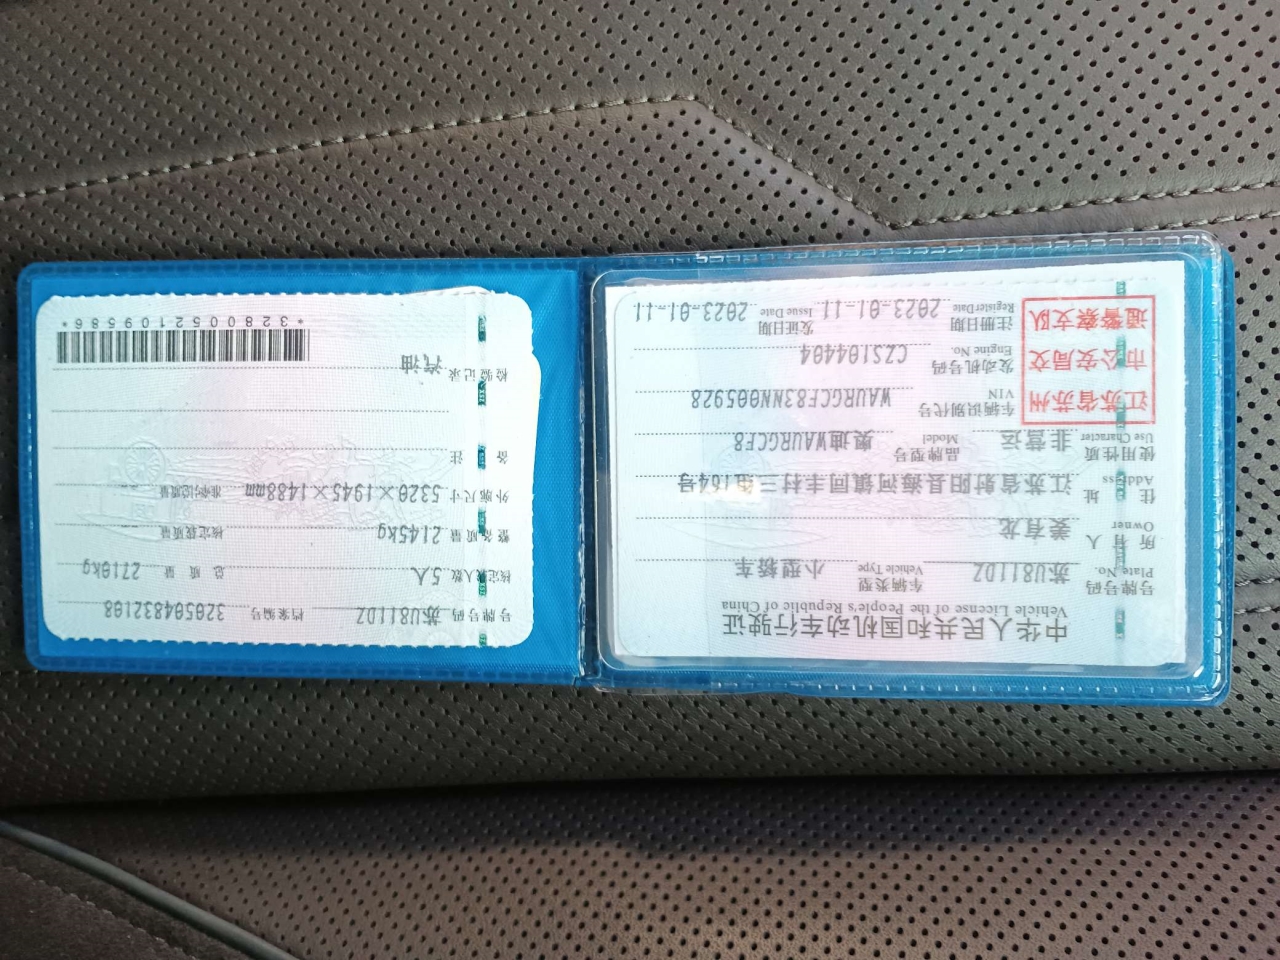 中华人民共和国机动车行驶证
Vehicle License of the People's Republic of China
号牌号码 苏U811DZ 车辆类型 小型轿车
Plate No. Vehicle Type
所有人 姜有龙
Owner
住址 江苏省射阳县海河镇同丰村三组164号
Address
使用性质 非营运 品牌型号 奥迪WAURGCF8
Use Character Model
江苏省苏州
市公安局交
通警察支队
车辆识别代号 WAURGCF83NN005928
VIN
发动机号码 CZS104404
Engine No.
注册日期 2023-01-11 发证日期 2023-01-11
Register Date Issue Date
号牌号码 苏U811DZ 档案编号 320504832108
核定载人数 5人 总质量 2710kg
整备质量 2145kg 核定载质量
外廓尺寸 5320×1945×1488mm 准牵引总质量
备注
检验记录 汽油
*3280052109586*